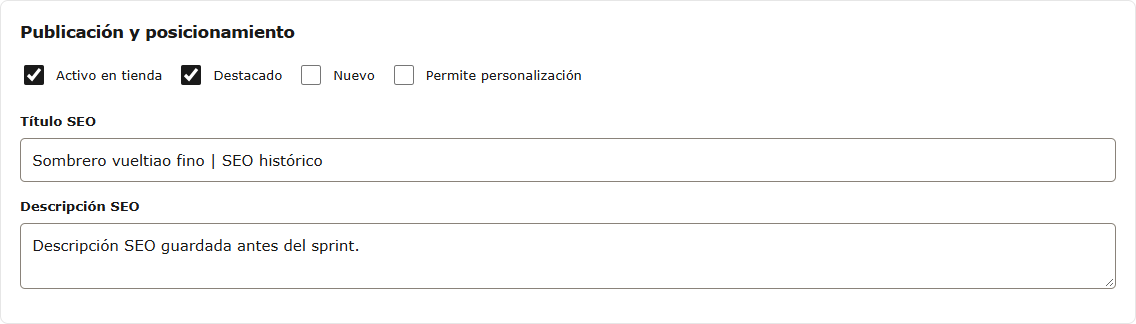 Publicación y posicionamiento
Activo en tienda Destacado Nuevo Permite personalización
Título SEO
Sombrero vueltiao fino | SEO histórico
Descripción SEO
Descripción SEO guardada antes del sprint.